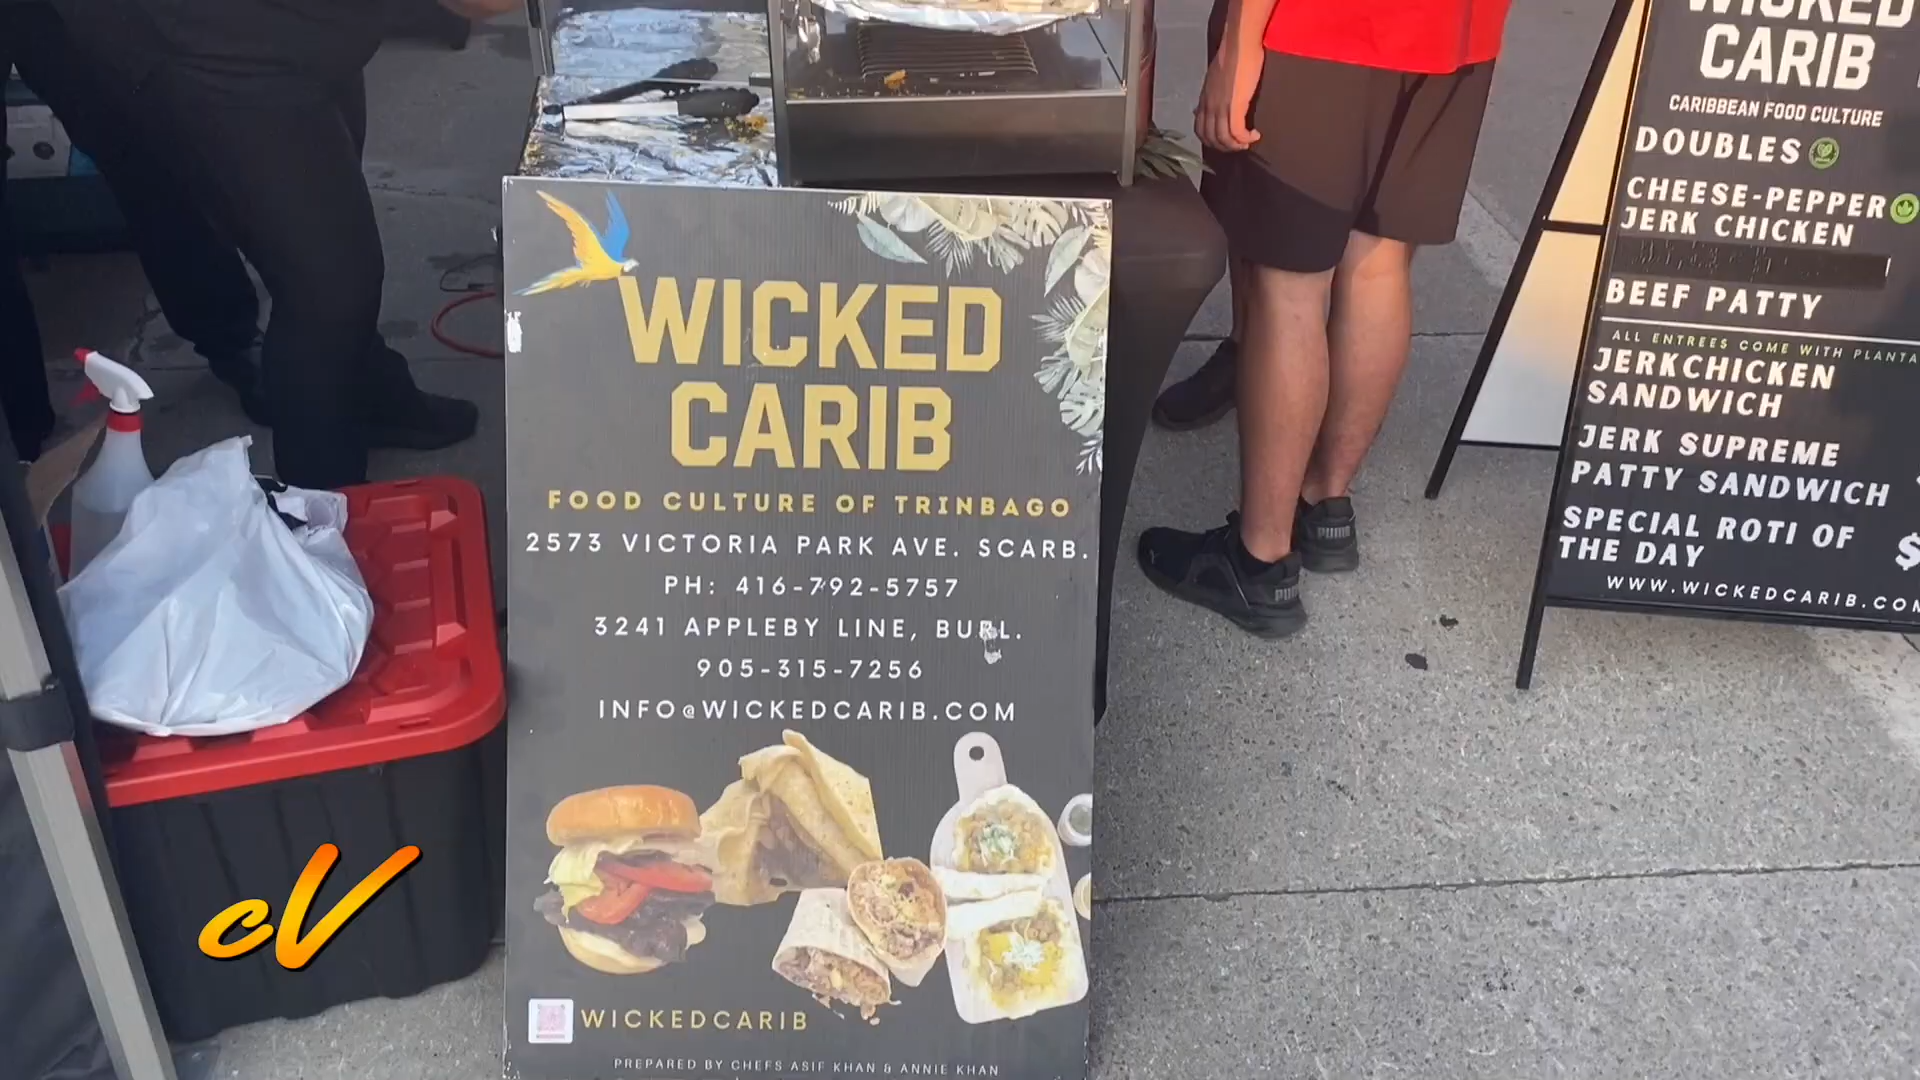 WICKED
CARIB
FOOD CULTURE OF TRINBAGO
2573 VICTORIA PARK AVE. SCARB.
PH: 416-792-5757
3241 APPLEBY LINE, BURL.
905-315-7256
INFO@WICKEDCARIB.COM
WICKEDCARIB
PREPARED BY CHEFS ASIF KHAN & ANNIE KHAN
WICKED
CARIB
CARIBBEAN FOOD CULTURE
DOUBLES
CHEESE-PEPPER
JERK CHICKEN
BEEF PATTY
ALL ENTREES COME WITH PLANTA
JERKCHICKEN
SANDWICH
JERK SUPREME
PATTY SANDWICH
SPECIAL ROTI OF
THE DAY
$
WWW.WICKEDCARIB.COM
PUMA
PUMA
cV